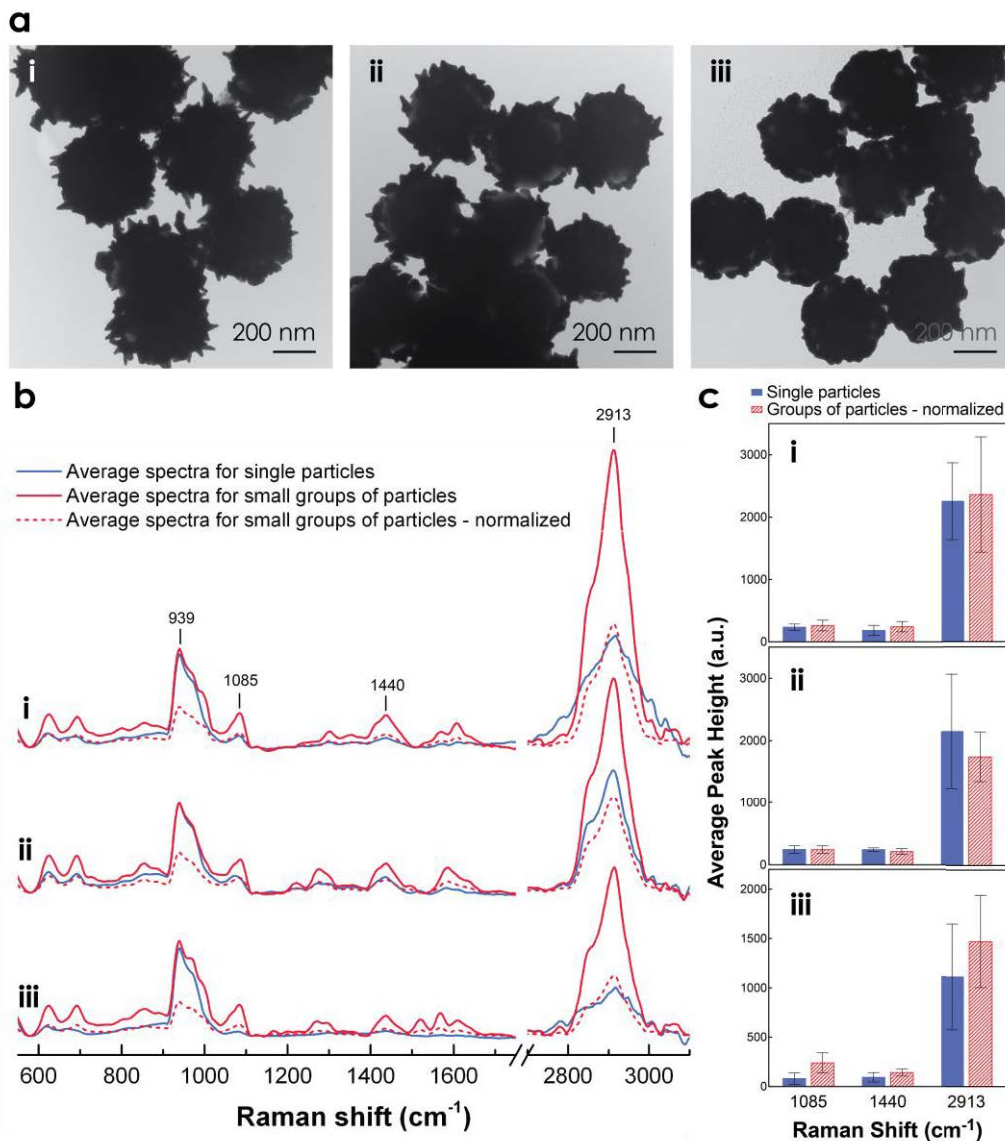 a
i
ii
iii
200 nm
200 nm
200 nm
b
Average spectra for single particles
Average spectra for small groups of particles
Average spectra for small groups of particles - normalized
2913
939
1085
1440
i
ii
iii
600
800
1000
1200
1400
1600
2800
3000
Raman shift (cm-1)
c
Single particles
Groups of particles - normalized
Average Peak Height (a.u.)
i
3000
2000
1000
0
ii
3000
2000
1000
0
iii
2000
1500
1000
500
0
1085
1440
2913
Raman Shift (cm-1)